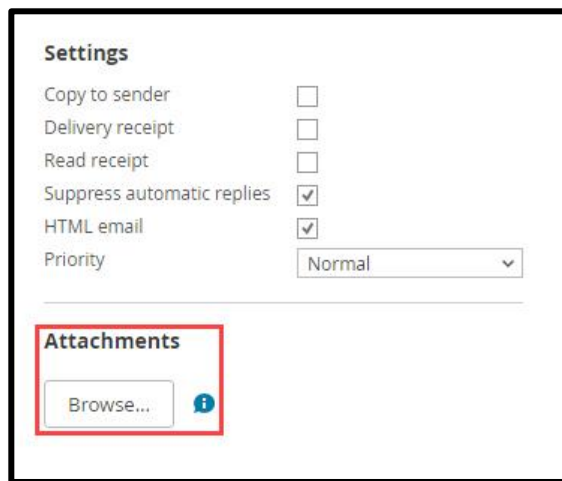 Settings
Copy to sender
Delivery receipt
Read receipt
Suppress automatic replies
HTML email
Priority Normal
Attachments
Browse...